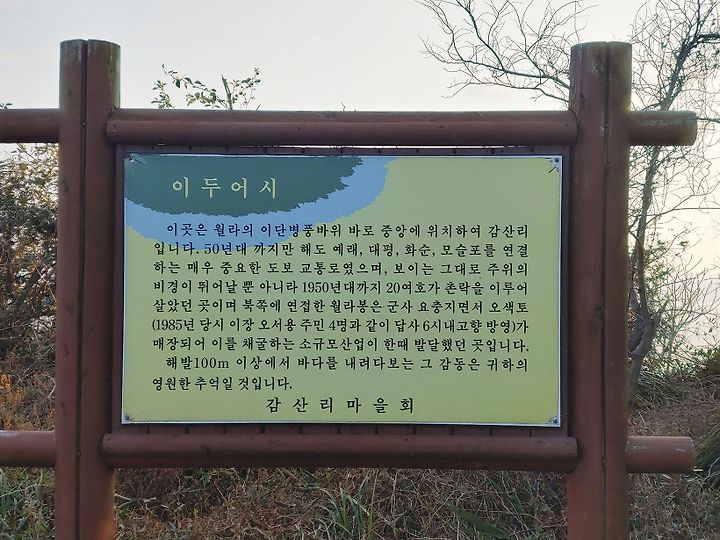 이두어시
이곳은 월라의 이단병풍바위 바로 중앙에 위치하여 감산리
입니다. 50년대 까지만 해도 예래, 대평, 화순, 모슬포를 연결
하는 매우 중요한 도보 교통로였으며, 보이는 그대로 주위의
비경이 뛰어날 뿐 아니라 1950년대까지 20여호가 촌락을 이루어
살았던 곳이며 북쪽에 연접한 월라봉은 군사 요충지면서 오색토
(1985년 당시 이장 오서용 주민 4명과 같이 답사 6시내고향 방영)가
매장되어 이를 채굴하는 소규모산업이 한때 발달했던 곳입니다.
해발100m 이상에서 바다를 내려다보는 그 감동은 귀하의
영원한 추억일 것입니다.
감산리마을회